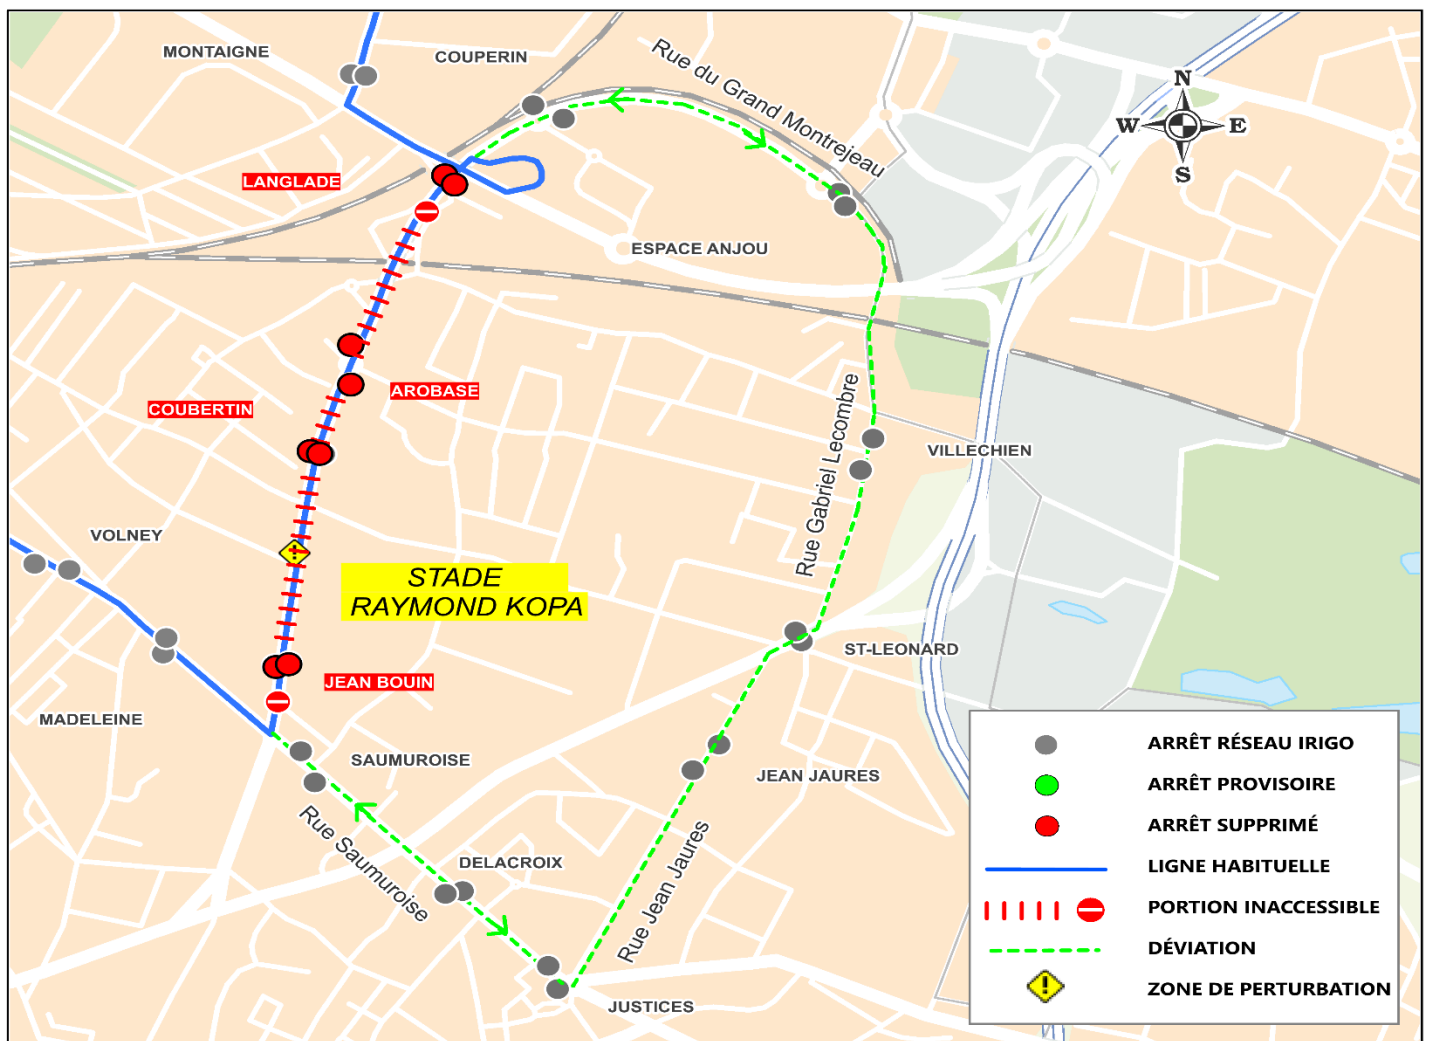 MONTAIGNE
COUPERIN
Rue du Grand Montrejeau
N
W
E
S
LANGLADE
ESPACE ANJOU
AROBASE
COUBERTIN
Rue Gabriel Lecombre
VILLECHIEN
VOLNEY
STADE
RAYMOND KOPA
ST-LEONARD
JEAN BOUIN
MADELEINE
SAUMUROISE
JEAN JAURES
Rue Saumuroise
DELACROIX
Rue Jean Jaures
JUSTICES
ARRÊT RÉSEAU IRIGO
ARRÊT PROVISOIRE
ARRÊT SUPPRIMÉ
LIGNE HABITUELLE
PORTION INACCESSIBLE
DÉVIATION
ZONE DE PERTURBATION